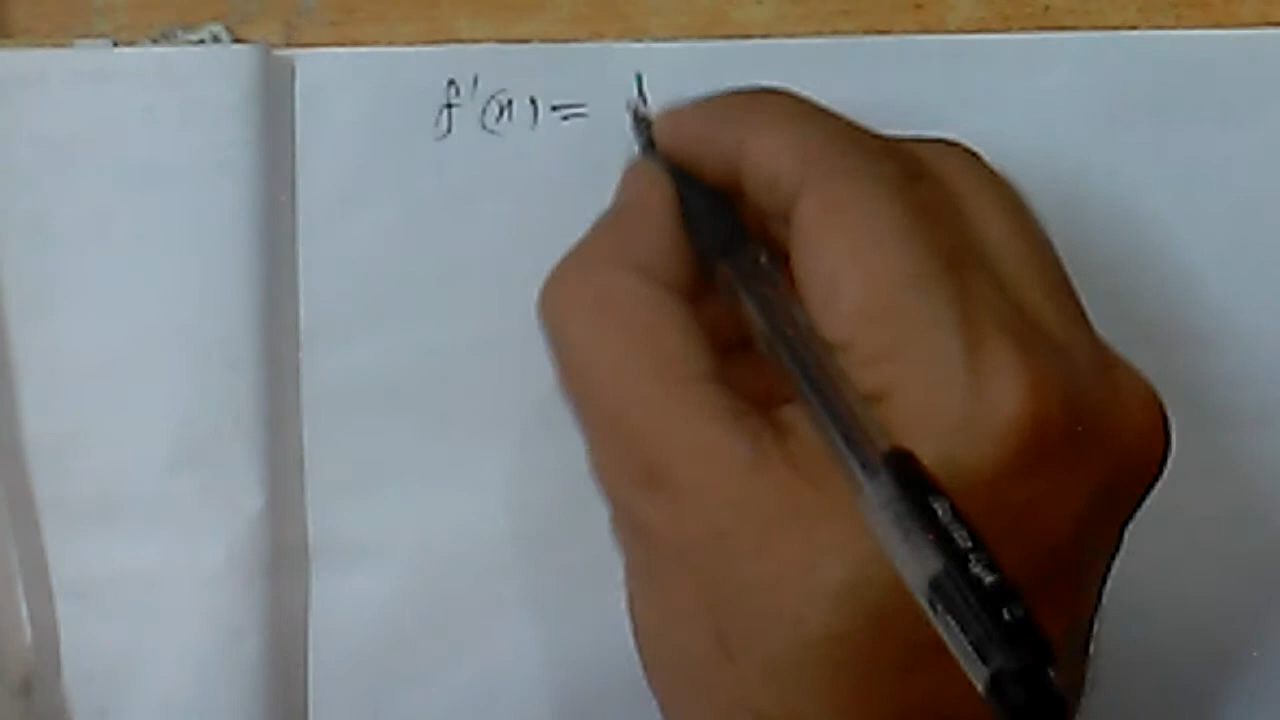 f'(x) =